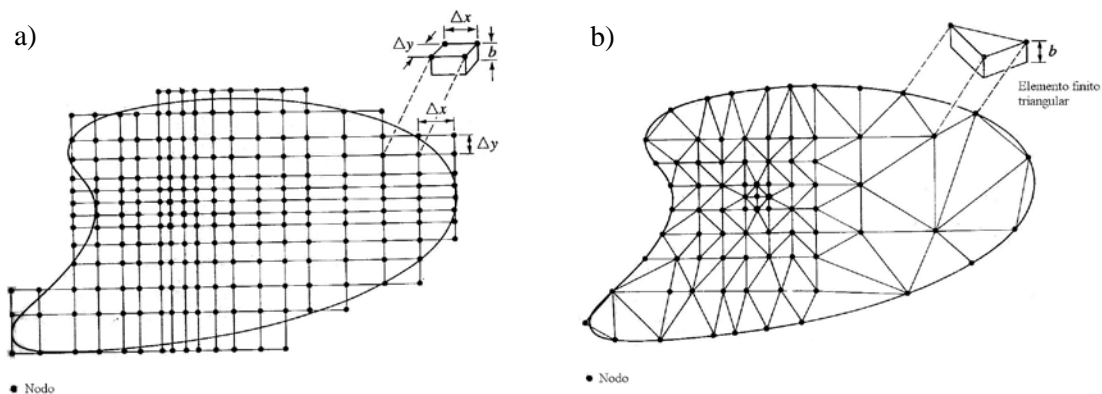 a)
Δx
Δy
b
Δx
Δy
● Nodo
b)
b
Elemento finito
triangular
● Nodo